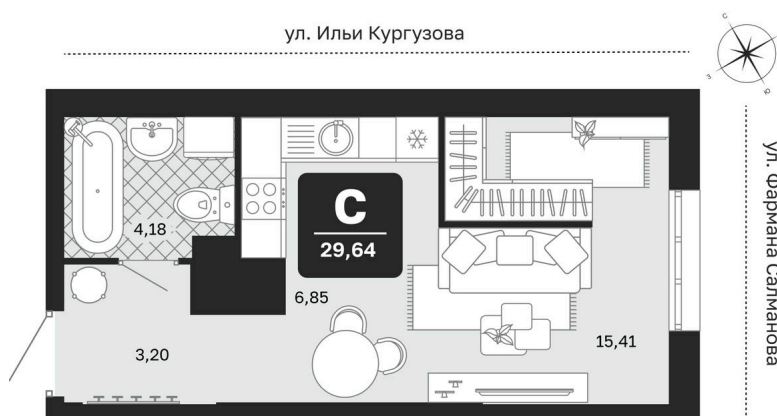 ул. Ильи Кургузова
с
з
ю
ул. Фармана Салманова
С
29,64
4,18
6,85
3,20
15,41